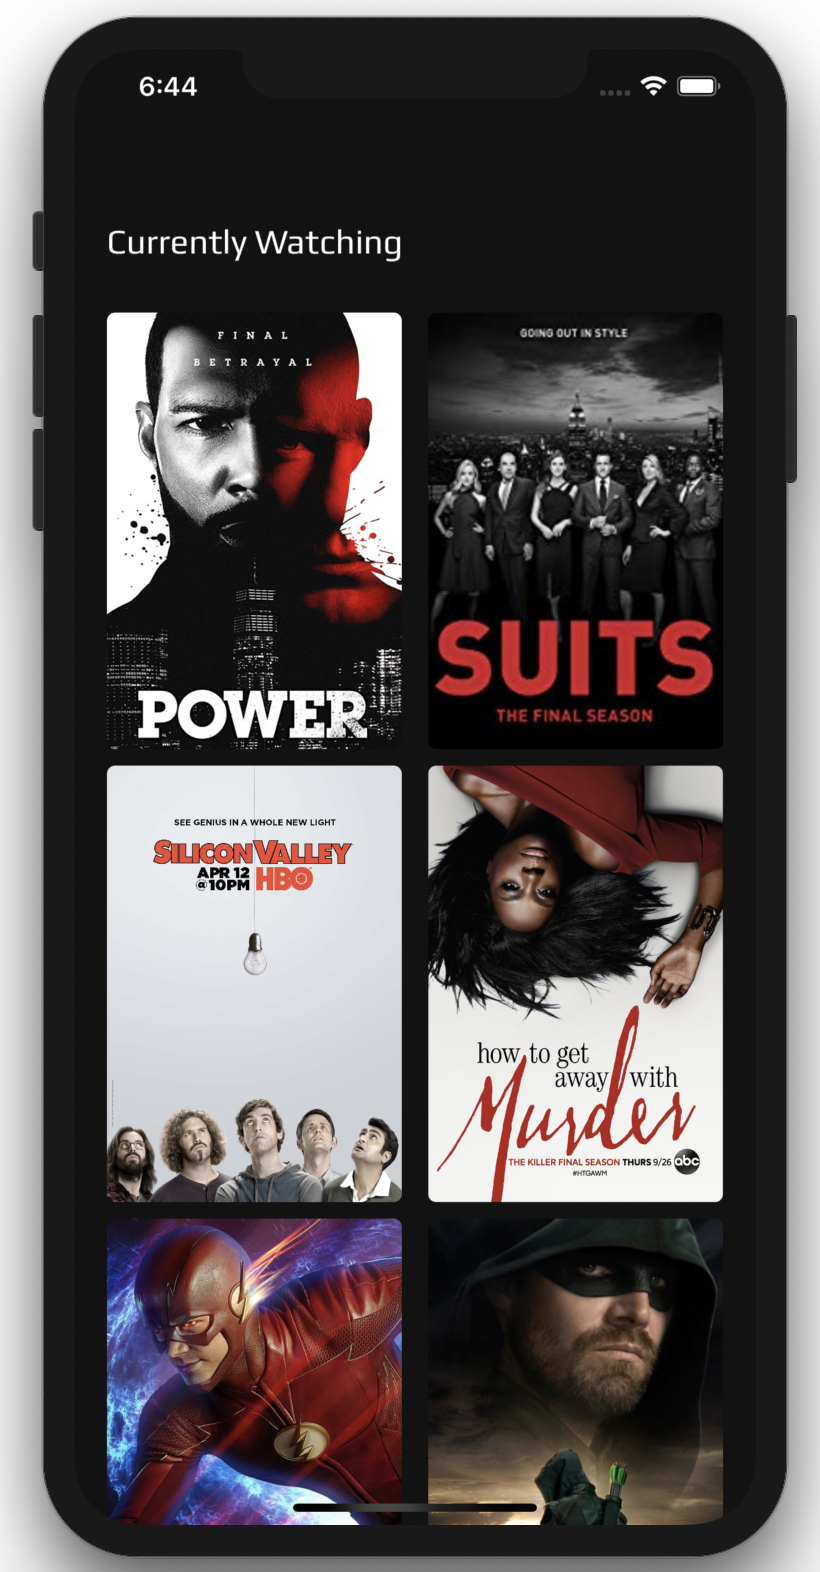 6:44
Currently Watching
FINAL
BETRAYAL
POWER
GOING OUT IN STYLE
SUITS
THE FINAL SEASON
SEE GENIUS IN A WHOLE NEW LIGHT
SILICON VALLEY
APR 12
@10PM HBO
how to get
away with
Murder
THE KILLER FINAL SEASON THURS 9/26 abc
#HTGAWM